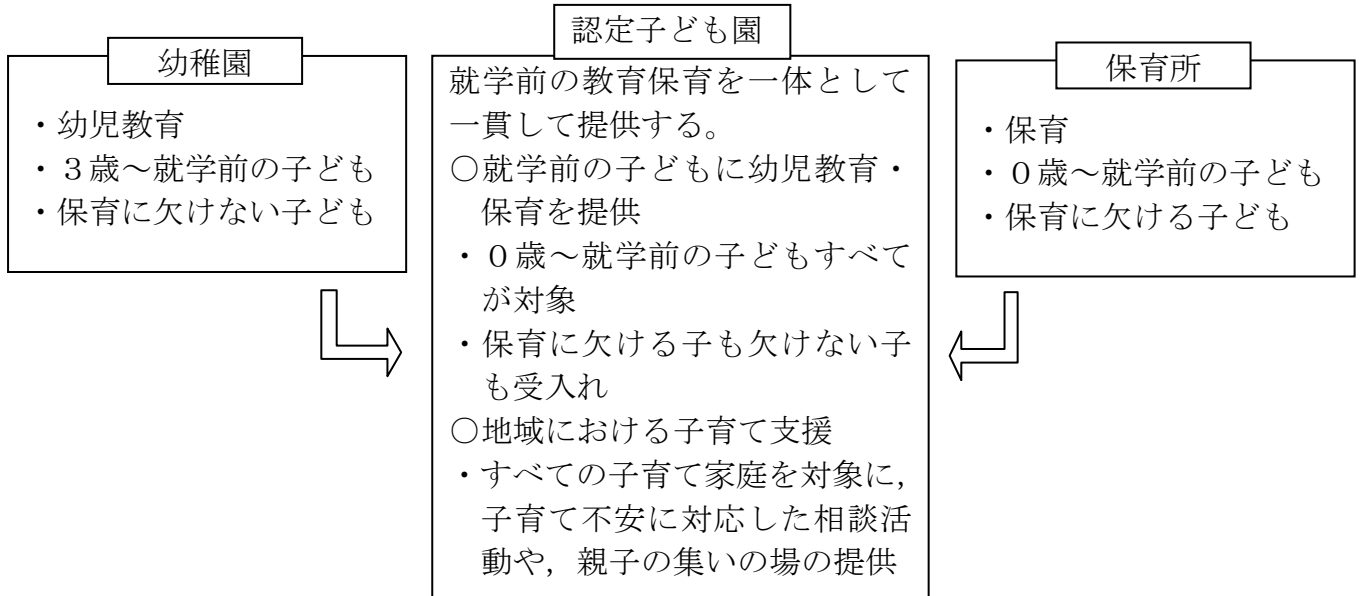 幼稚園
・幼児教育
・３歳～就学前の子ども
・保育に欠けない子ども
認定子ども園
就学前の教育保育を一体として
一貫して提供する。
○就学前の子どもに幼児教育・
保育を提供
・０歳～就学前の子どもすべて
が対象
・保育に欠ける子も欠けない子
も受入れ
○地域における子育て支援
・すべての子育て家庭を対象に，
子育て不安に対応した相談活
動や，親子の集いの場の提供
保育所
・保育
・０歳～就学前の子ども
・保育に欠ける子ども